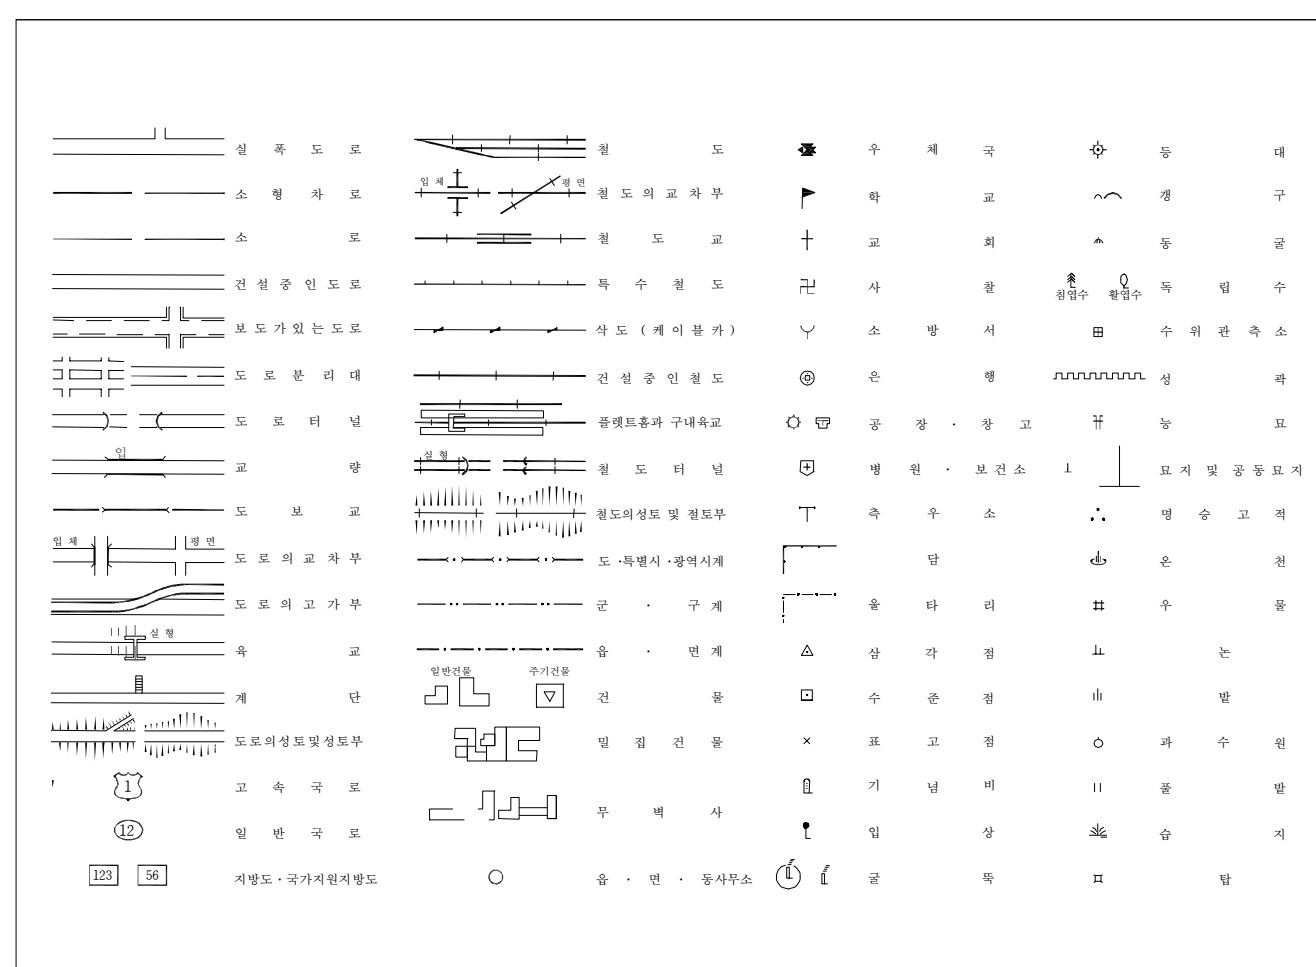 실폭도로 철도 우체국 등대
입체 평면
소형차로 철도의교차부 학교 갱구
소로 철도교 교회 동굴
건설중인도로 특수철도 사찰 침엽수 활엽수 독립수
보도가있는도로 삭도(케이블카) 소방서 수위관측소
도로분리대 건설중인철도 은행 성곽
도로터널 플렛트홈과 구내육교 공장·창고 능묘
입 실형
교량 철도터널 병원·보건소 묘지및공동묘지
도보교 철도의성토 및 절토부 측우소 명승고적
입체 평면
도로의교차부 도·특별시·광역시계 담 온천
도로의고가부 군·구계 울타리 우물
실형
육교 읍·면계 삼각점 논
일반건물 주기건물
계단 건물 수준점 밭
도로의성토및성토부 밀집건물 표고점 과수원
1 고속국로 기념비 풀밭
무벽사
12 일반국로 입상 습지
123 56 지방도·국가지원지방도 읍·면·동사무소 굴뚝 탑